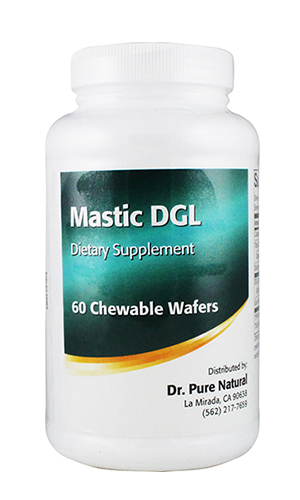 Mastic DGL
Dietary Supplement
60 Chewable Wafers
Distributed by:
Dr. Pure Natural
La Mirada, CA 90638
(562) 217-7659